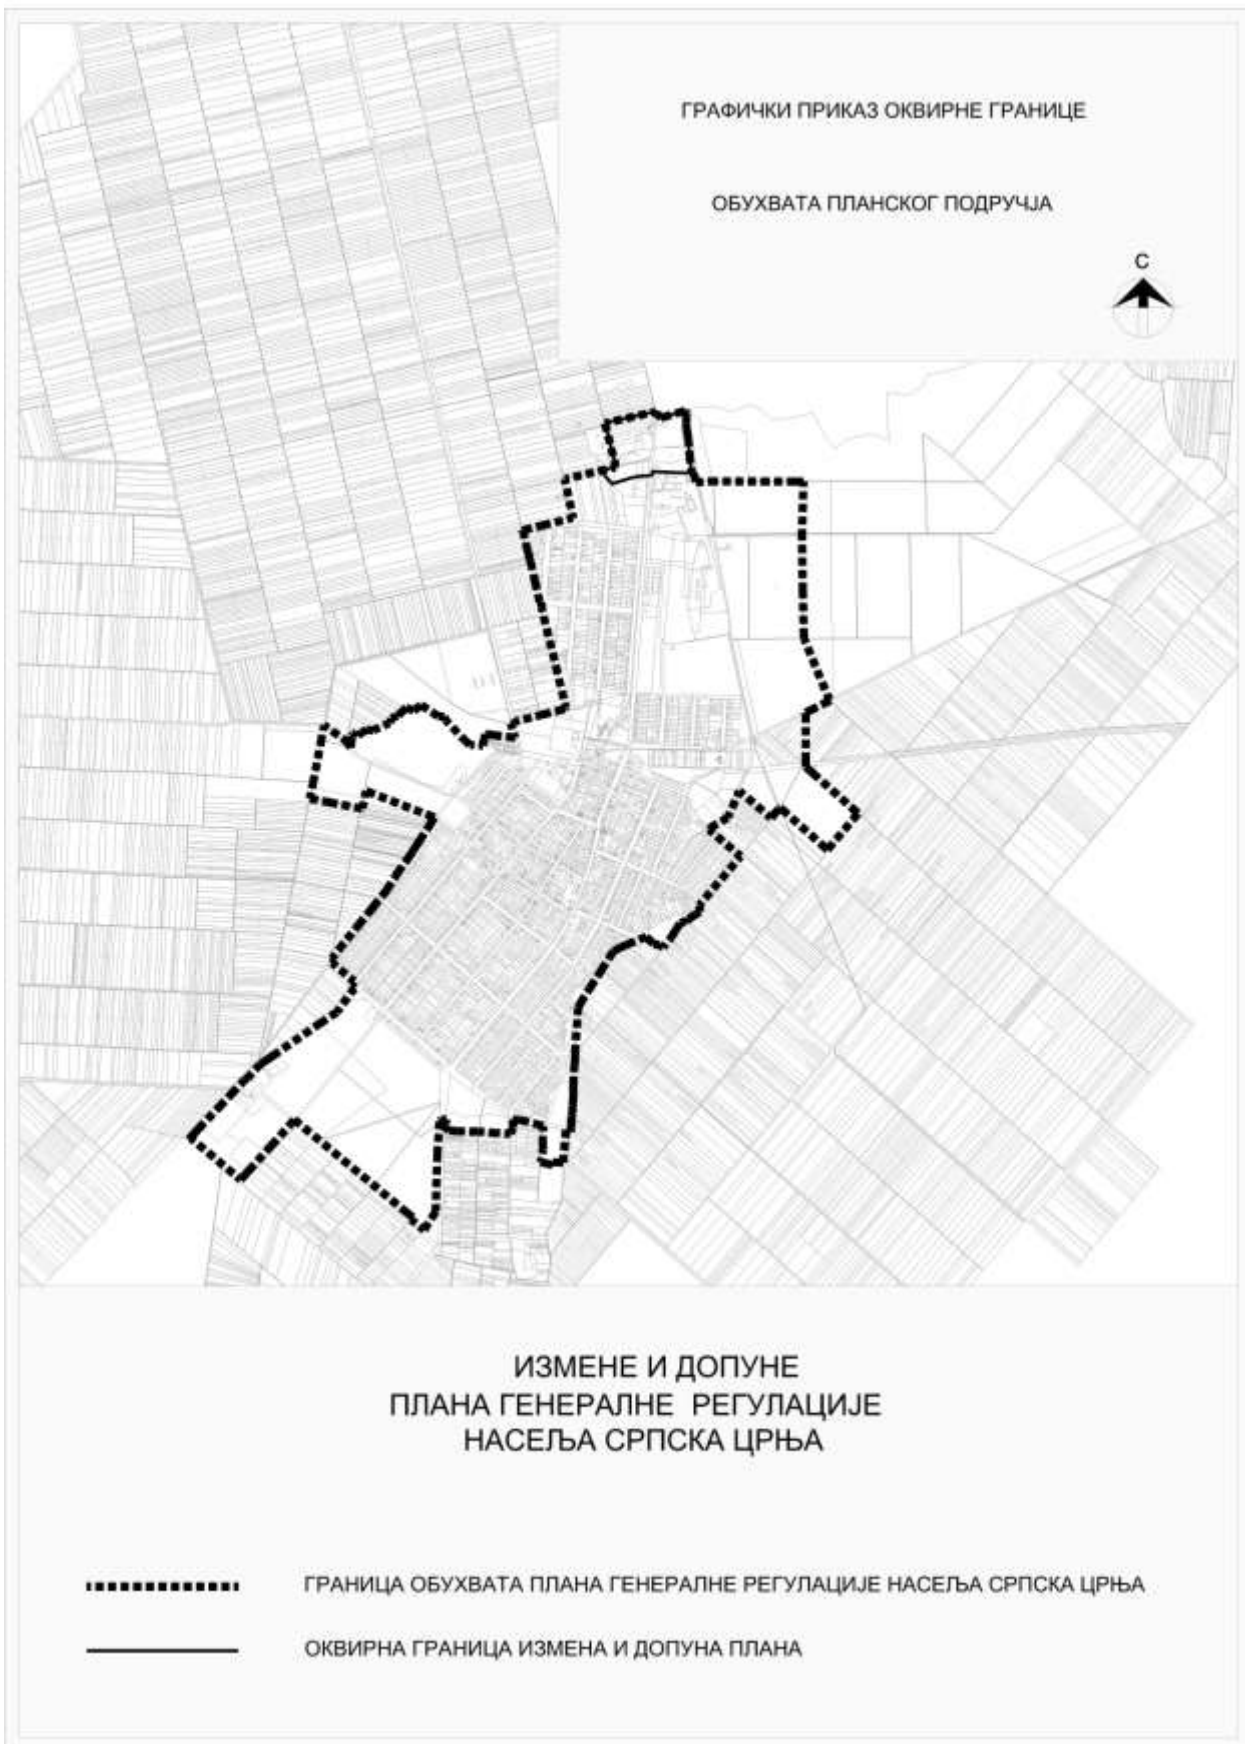 ГРАФИЧКИ ПРИКАЗ ОКВИРНЕ ГРАНИЦЕ
ОБУХВАТА ПЛАНСКОГ ПОДРУЧЈА
С
ИЗМЕНЕ И ДОПУНЕ
ПЛАНА ГЕНЕРАЛНЕ РЕГУЛАЦИЈЕ
НАСЕЉА СРПСКА ЦРЊА
ГРАНИЦА ОБУХВАТА ПЛАНА ГЕНЕРАЛНЕ РЕГУЛАЦИЈЕ НАСЕЉА СРПСКА ЦРЊА
ОКВИРНА ГРАНИЦА ИЗМЕНА И ДОПУНА ПЛАНА